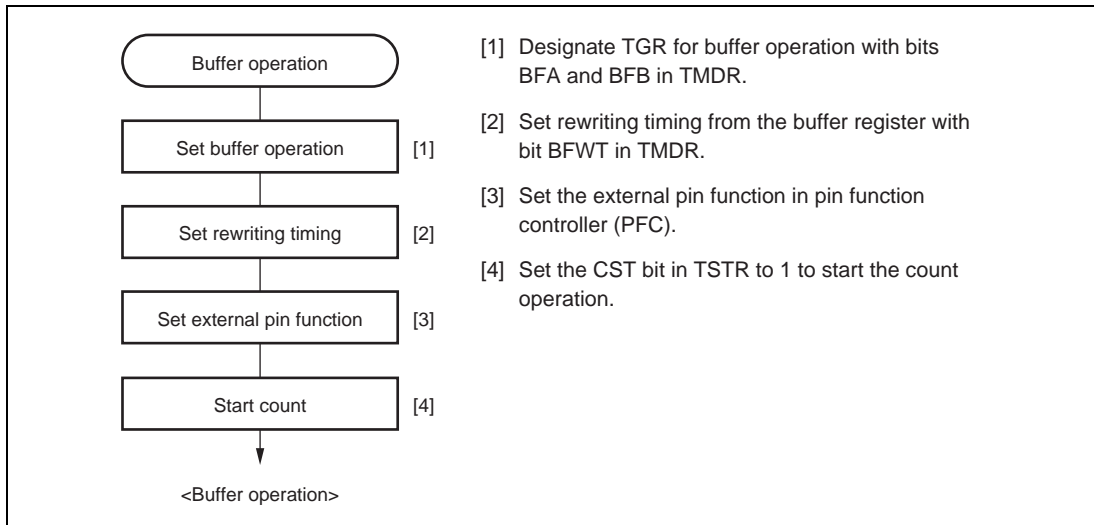 Buffer operation
Set buffer operation [1]
Set rewriting timing [2]
Set external pin function [3]
Start count [4]
<Buffer operation>
[1] Designate TGR for buffer operation with bits
BFA and BFB in TMDR.
[2] Set rewriting timing from the buffer register with
bit BFWT in TMDR.
[3] Set the external pin function in pin function
controller (PFC).
[4] Set the CST bit in TSTR to 1 to start the count
operation.